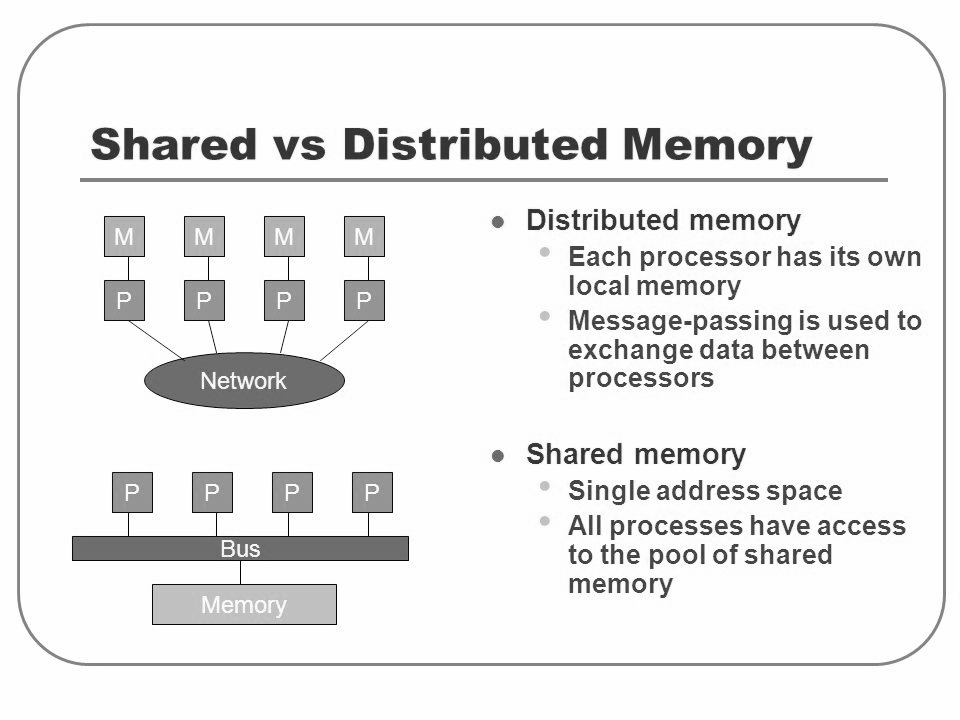 Shared vs Distributed Memory
M M M M
P P P P
Network
P P P P
Bus
Memory
Distributed memory
Each processor has its own
local memory
Message-passing is used to
exchange data between
processors
Shared memory
Single address space
All processes have access
to the pool of shared
memory